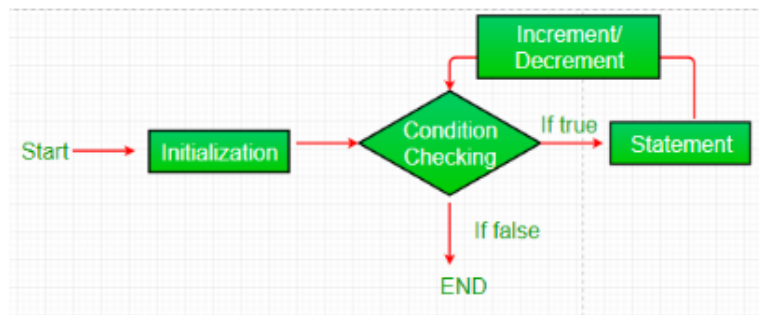 Increment/
Decrement
Start
Initialization
Condition
Checking
If true
Statement
If false
END